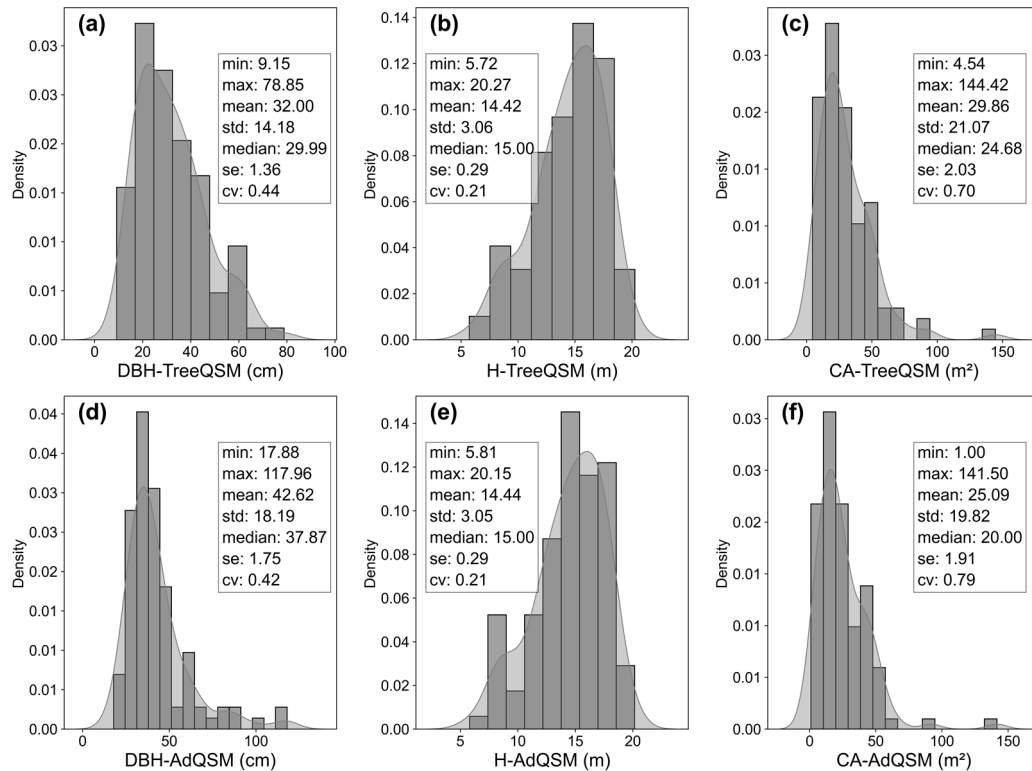 (a)
0.03
0.03
0.02
0.01
0.01
0.00
Density
min: 9.15
max: 78.85
mean: 32.00
std: 14.18
median: 29.99
se: 1.36
cv: 0.44
0 20 40 60 80 100
DBH-TreeQSM (cm)
(b)
0.14
0.12
0.10
0.08
0.06
0.04
0.02
0.00
Density
min: 5.72
max: 20.27
mean: 14.42
std: 3.06
median: 15.00
se: 0.29
cv: 0.21
5 10 15 20
H-TreeQSM (m)
(c)
0.03
0.02
0.02
0.01
0.01
0.00
Density
min: 4.54
max: 144.42
mean: 29.86
std: 21.07
median: 24.68
se: 2.03
cv: 0.70
0 50 100 150
CA-TreeQSM (m²)
(d)
0.04
0.03
0.03
0.02
0.01
0.01
0.01
0.00
Density
min: 17.88
max: 117.96
mean: 42.62
std: 18.19
median: 37.87
se: 1.75
cv: 0.42
0 50 100
DBH-AdQSM (cm)
(e)
0.14
0.12
0.10
0.08
0.06
0.04
0.02
0.00
Density
min: 5.81
max: 20.15
mean: 14.44
std: 3.05
median: 15.00
se: 0.29
cv: 0.21
5 10 15 20
H-AdQSM (m)
(f)
0.03
0.03
0.02
0.01
0.01
0.01
0.00
Density
min: 1.00
max: 141.50
mean: 25.09
std: 19.82
median: 20.00
se: 1.91
cv: 0.79
0 50 100 150
CA-AdQSM (m²)